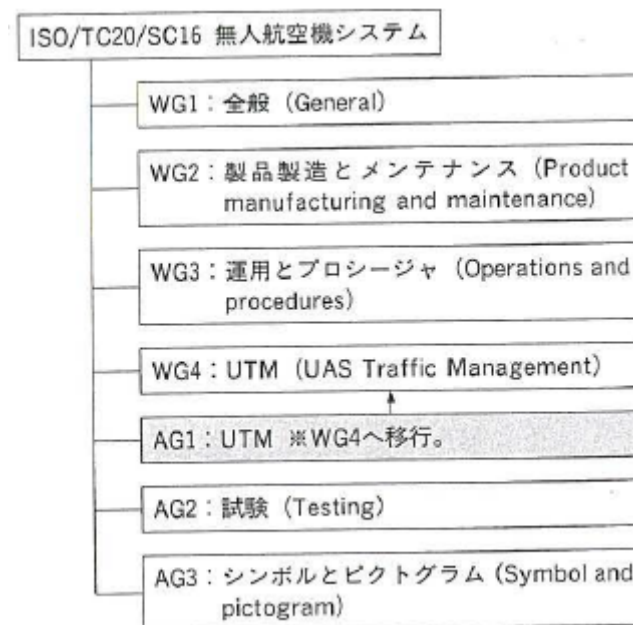 ISO/TC20/SC16 無人航空機システム
WG1：全般（General）
WG2：製品製造とメンテナンス（Product
manufacturing and maintenance）
WG3：運用とプロシージャ（Operations and
procedures）
WG4：UTM（UAS Traffic Management）
AG1：UTM ※WG4へ移行。
AG2：試験（Testing）
AG3：シンボルとピクトグラム（Symbol and
pictogram）